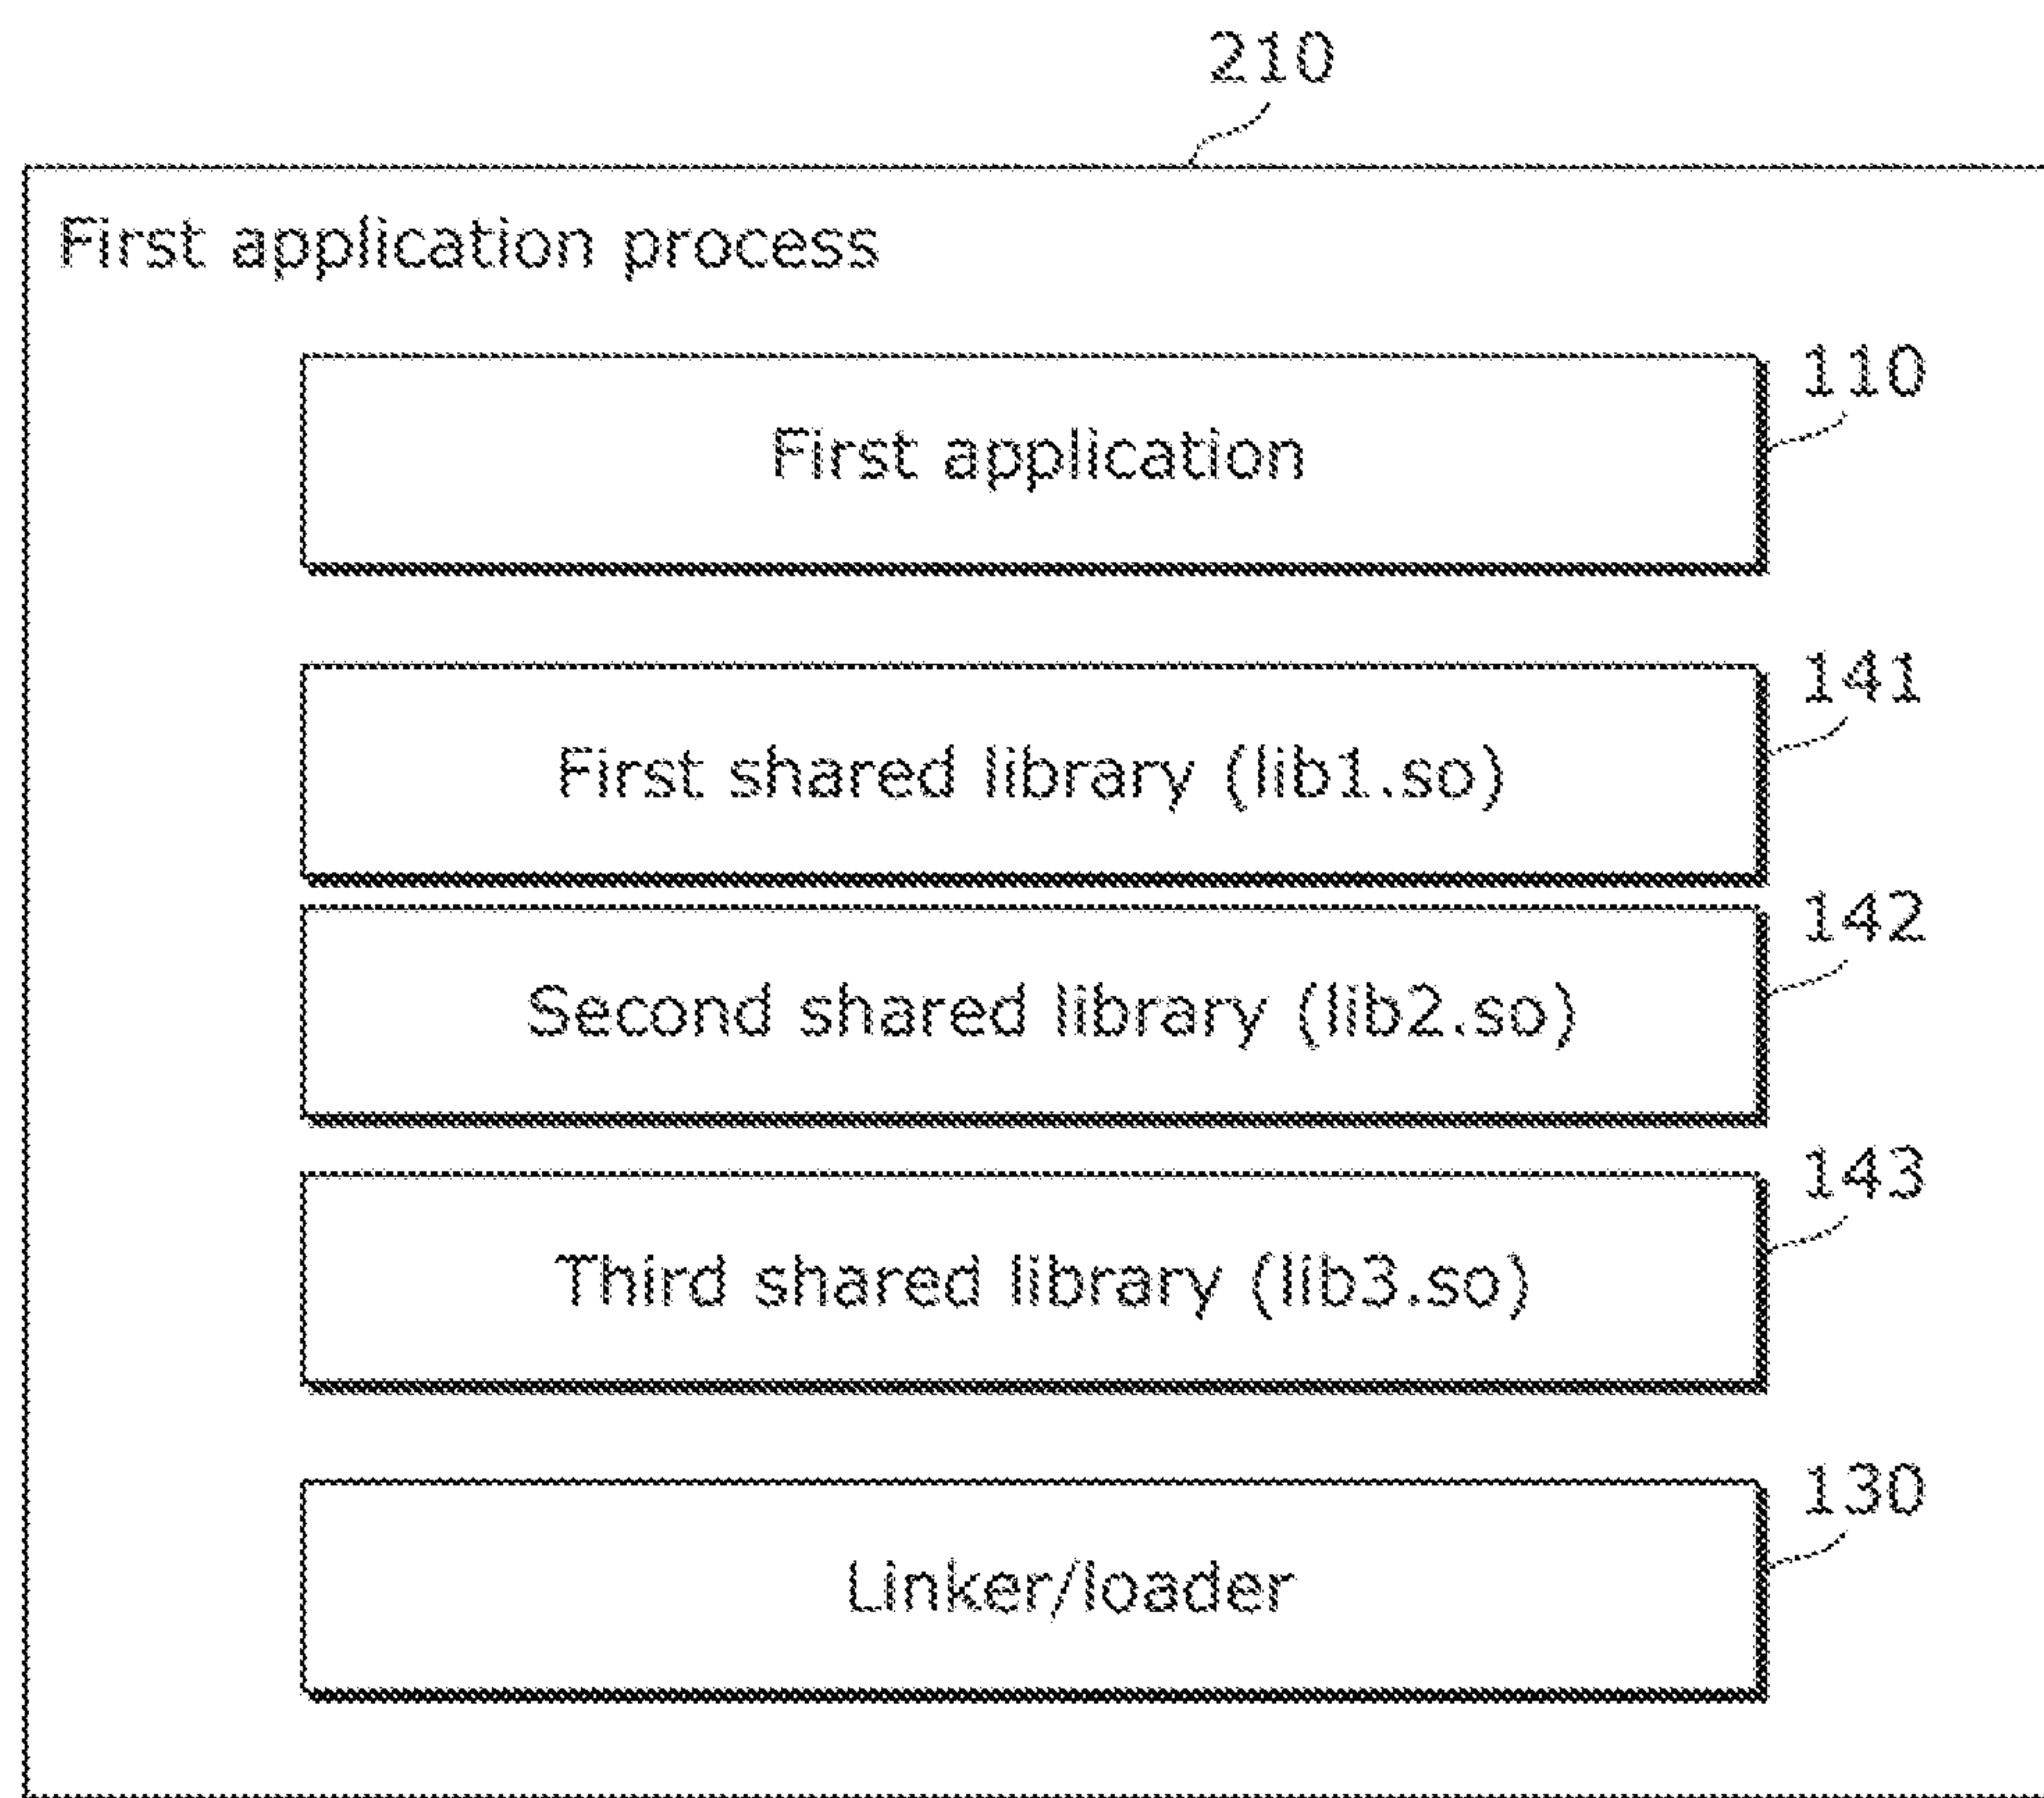 210
First application process
110
First application
141
First shared library (lib1.so)
142
Second shared library (lib2.so)
143
Third shared library (lib3.so)
130
Linker/loader